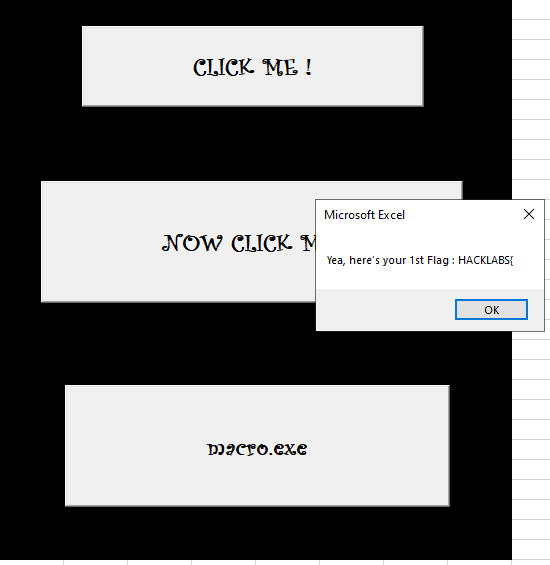 CLICK ME !
NOW CLICK M
Microsoft Excel
Yea, here's your 1st Flag : HACKLABS{
OK
macro.exe